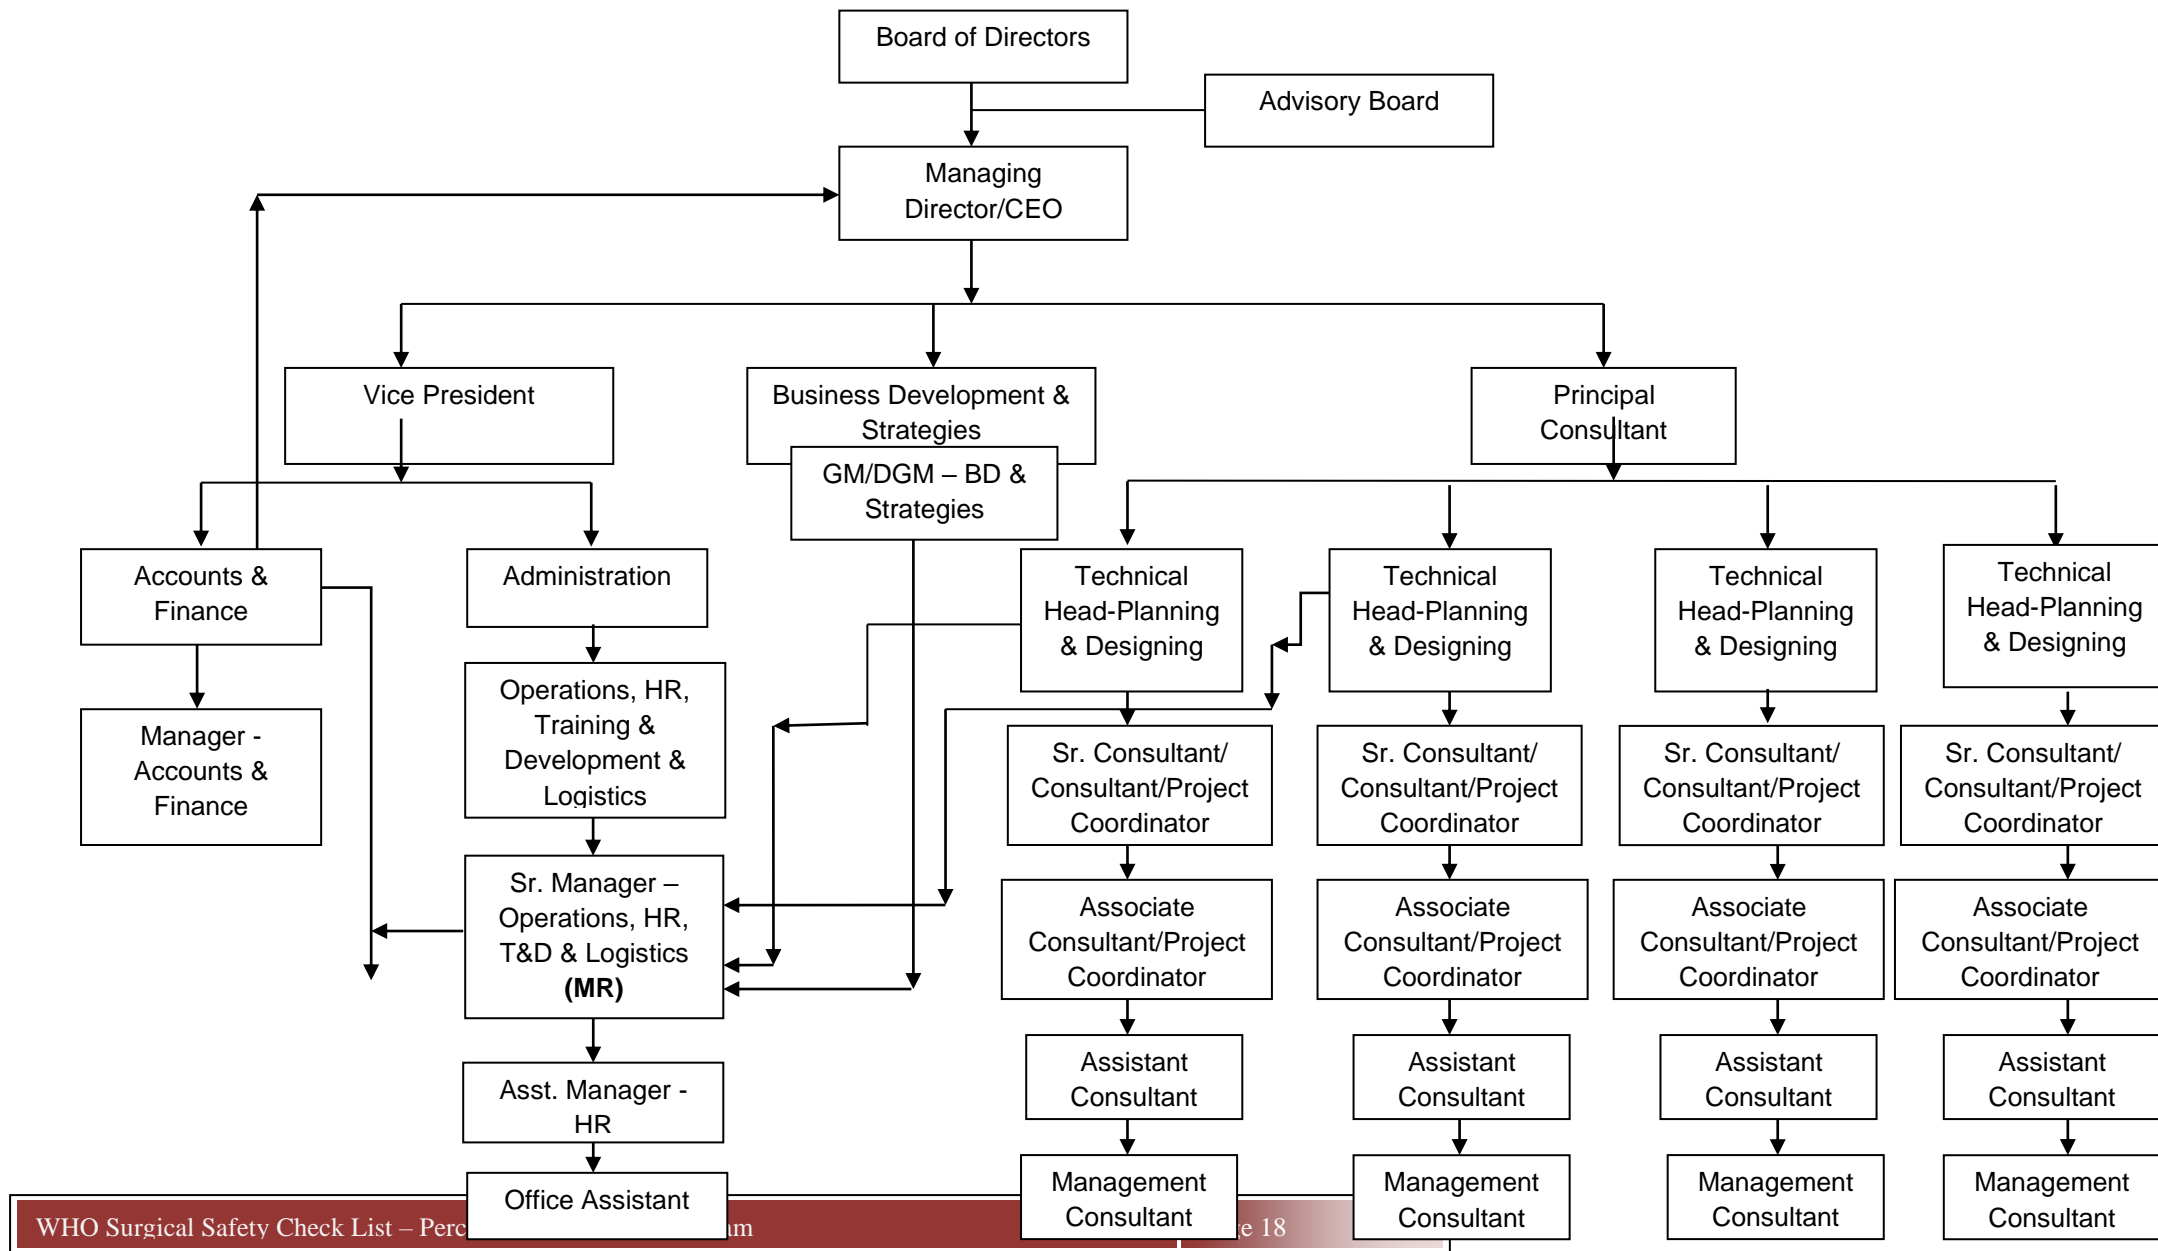 Board of Directors
Advisory Board
Managing
Director/CEO
Vice President
Business Development &
Strategies
GM/DGM – BD &
Strategies
Principal
Consultant
Accounts &
Finance
Administration
Technical
Head-Planning
& Designing
Technical
Head-Planning
& Designing
Technical
Head-Planning
& Designing
Technical
Head-Planning
& Designing
Manager -
Accounts &
Finance
Operations, HR,
Training &
Development &
Logistics
Sr. Consultant/
Consultant/Project
Coordinator
Sr. Consultant/
Consultant/Project
Coordinator
Sr. Consultant/
Consultant/Project
Coordinator
Sr. Consultant/
Consultant/Project
Coordinator
Sr. Manager –
Operations, HR,
T&D & Logistics
(MR)
Associate
Consultant/Project
Coordinator
Associate
Consultant/Project
Coordinator
Associate
Consultant/Project
Coordinator
Associate
Consultant/Project
Coordinator
Asst. Manager -
HR
Assistant
Consultant
Assistant
Consultant
Assistant
Consultant
Assistant
Consultant
Office Assistant
Management
Consultant
Management
Consultant
Management
Consultant
Management
Consultant
WHO Surgical Safety Check List – 18